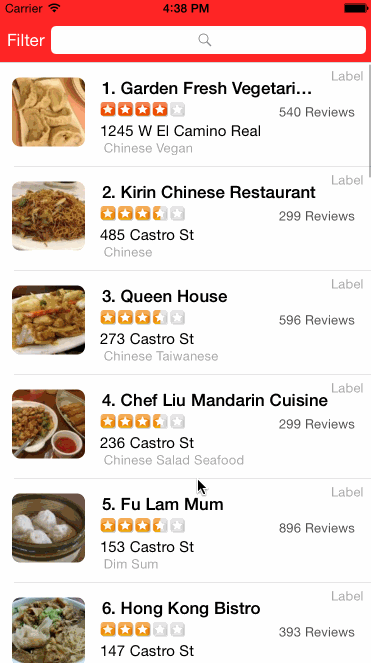 Carrier 4:38 PM
Filter
Label
1. Garden Fresh Vegetari...
540 Reviews
1245 W El Camino Real
Chinese Vegan
Label
2. Kirin Chinese Restaurant
299 Reviews
485 Castro St
Chinese
Label
3. Queen House
596 Reviews
273 Castro St
Chinese Taiwanese
Label
4. Chef Liu Mandarin Cuisine
299 Reviews
236 Castro St
Chinese Salad Seafood
Label
5. Fu Lam Mum
896 Reviews
153 Castro St
Dim Sum
Label
6. Hong Kong Bistro
393 Reviews
147 Castro St